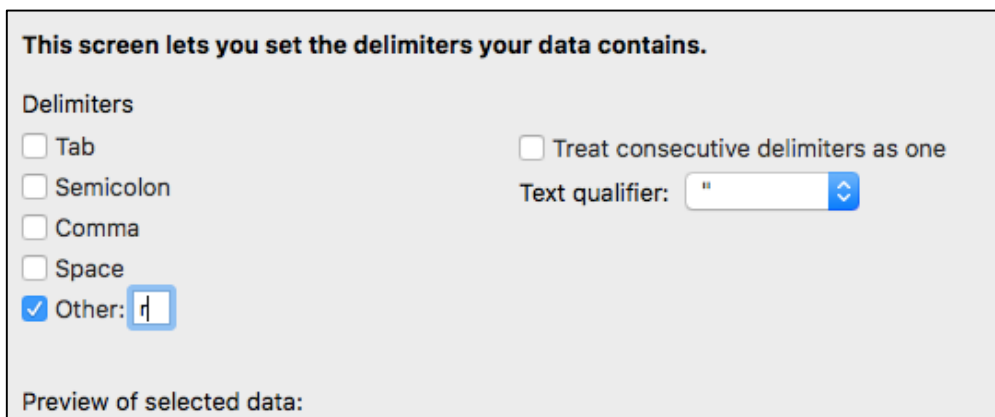 This screen lets you set the delimiters your data contains.
Delimiters
Tab
Treat consecutive delimiters as one
Semicolon
Text qualifier: "
Comma
Space
Other: r
Preview of selected data: